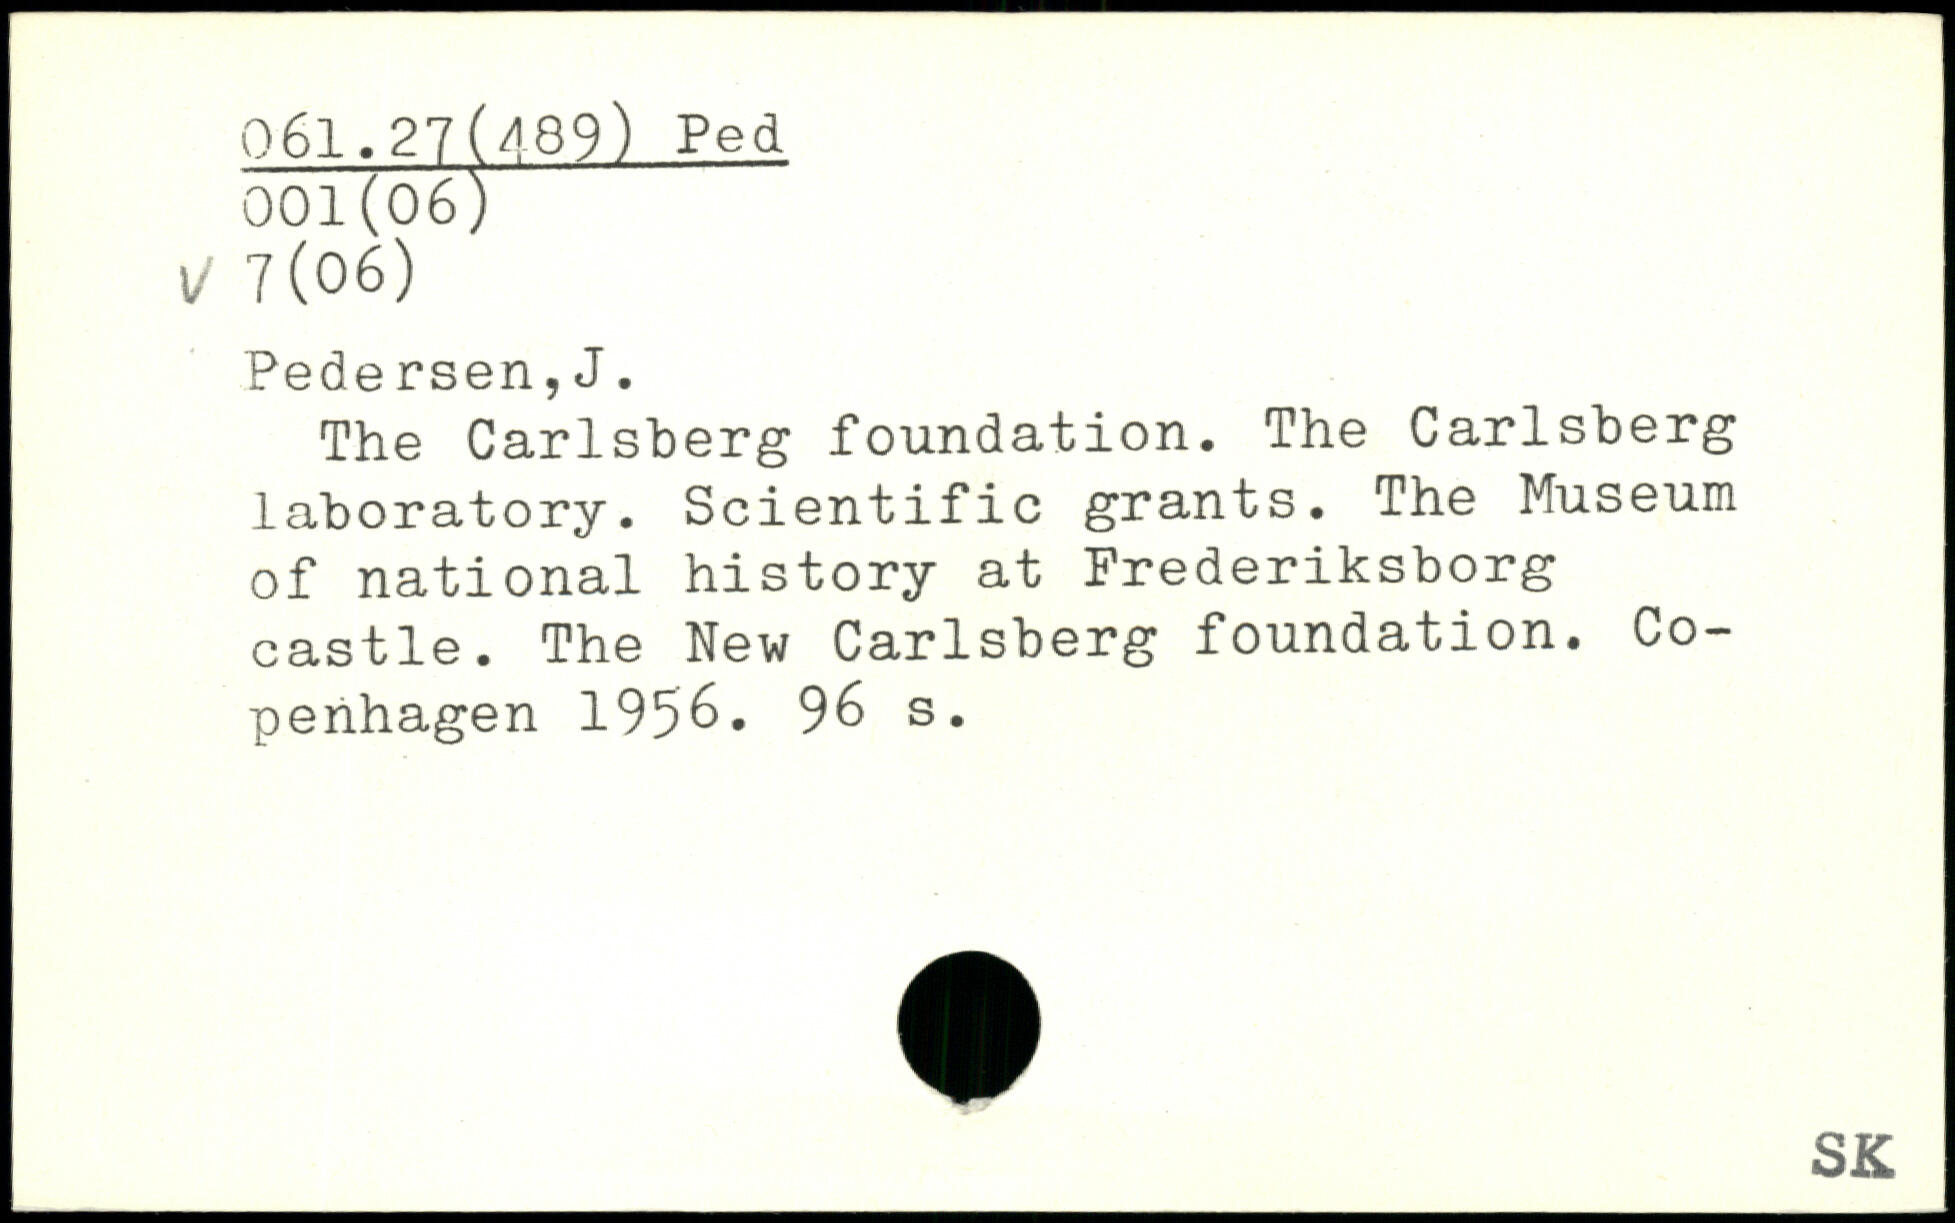 061.27(489) Ped
001(06)
v 7(06)
Pedersen,J.
The Carlsberg foundation. The Carlsberg
laboratory. Scientific grants. The Museum
of national history at Frederiksborg
castle. The New Carlsberg foundation. Co-
penhagen 1956. 96 s.
SK